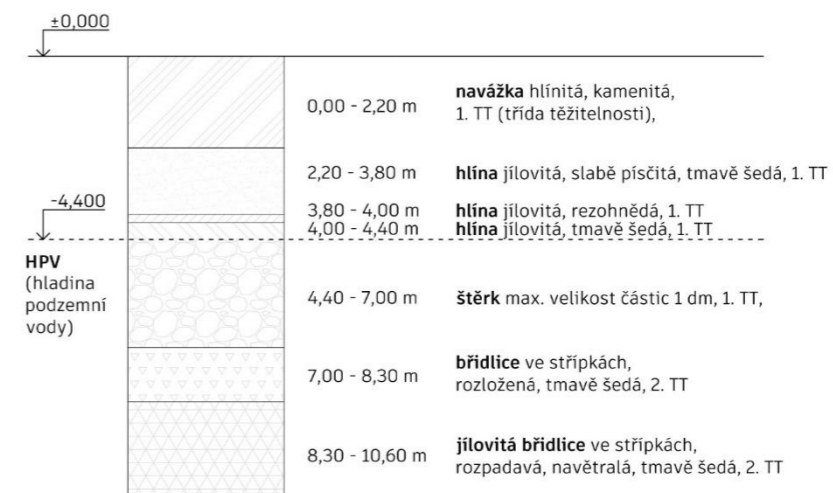 ±0,000
0,00 - 2,20 m
navážka hlínitá, kamenitá,
1. TT (třída těžitelnosti),
2,20 - 3,80 m
hlína jílovitá, slabě písčitá, tmavě šedá, 1. TT
-4,400
3,80 - 4,00 m
hlína jílovitá, rezohnědá, 1. TT
4,00 - 4,40 m
hlína jílovitá, tmavě šedá, 1. TT
HPV
(hladina
podzemní
vody)
4,40 - 7,00 m
štěrk max. velikost částic 1 dm, 1. TT,
7,00 - 8,30 m
břidlice ve střípkách,
rozložená, tmavě šedá, 2. TT
8,30 - 10,60 m
jílovitá břidlice ve střípkách,
rozpadavá, navětralá, tmavě šedá, 2. TT